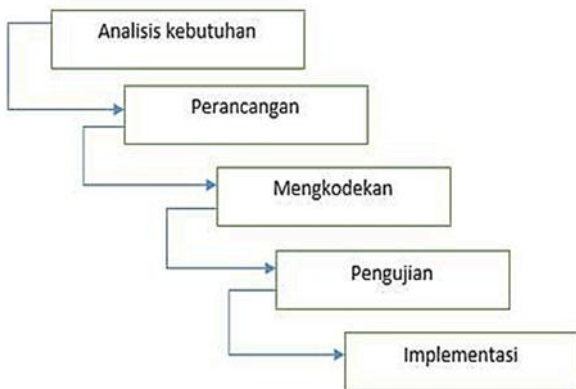 Analisis kebutuhan
Perancangan
Mengkodekan
Pengujian
Implementasi